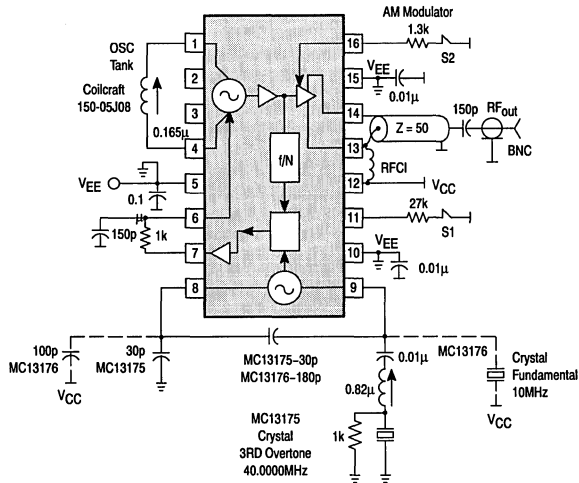 AM Modulator
1.3k
S2
OSC
Tank
Coilcraft
150-05J08
0.165µ
1
2
3
4
5
6
7
8
16
15
14
13
12
11
10
9
VEE
0.01µ
150p
RFout
Z = 50
BNC
RFCI
VCC
f/N
VEE
0.1
µ
150p
1k
27k
S1
VEE
0.01µ
100p
MC13176
VCC
30p
MC13175
MC13175-30p
MC13176-180p
0.01µ
0.82µ
1k
MC13175
Crystal
3RD Overtone
40.0000MHz
MC13176
Crystal
Fundamental
10MHz
VCC